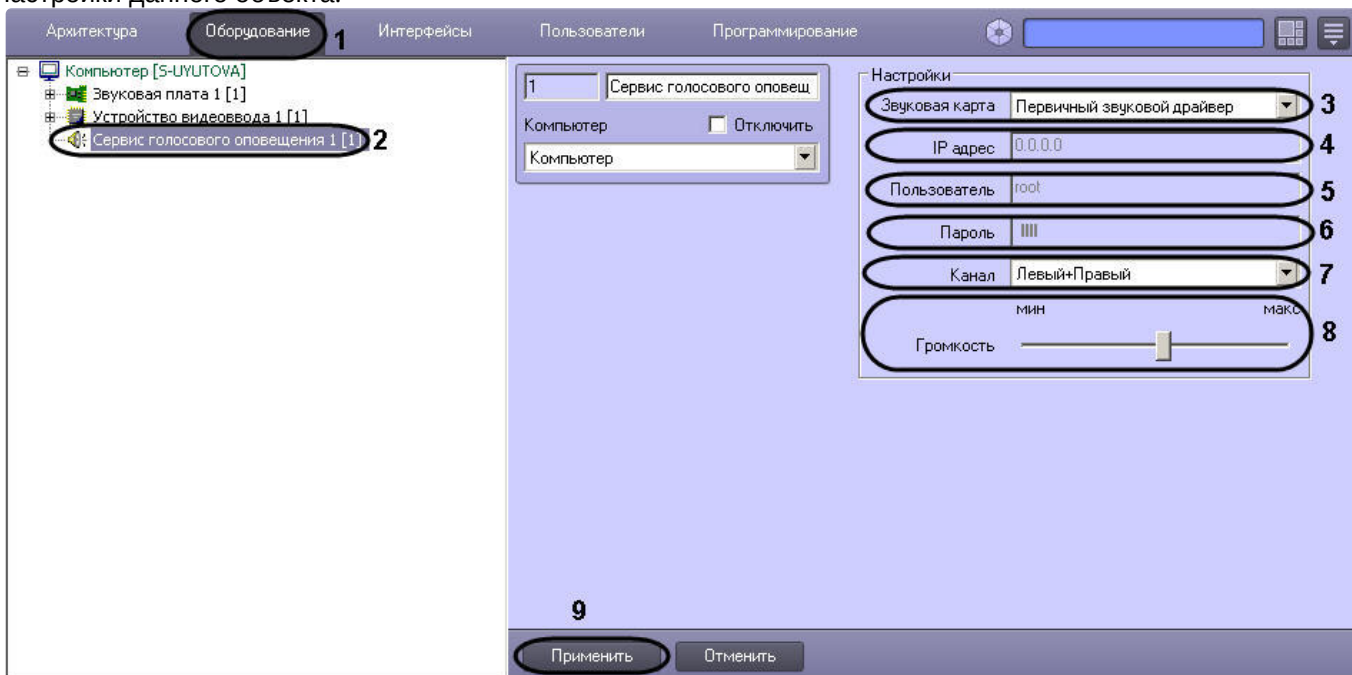 настройки данного объекта.
Архитектура Оборудование 1 Интерфейсы Пользователи Программирование
Компьютер [S-UYUTOVA]
Звуковая плата 1 [1]
Устройство видеоввода 1 [1]
Сервис голосового оповещения 1 [1] 2
1 Сервис голосового оповещ
Компьютер Отключить
Компьютер
Настройки
Звуковая карта Первичный звуковой драйвер 3
IP адрес 0.0.0.0 4
Пользователь root 5
Пароль 6
Канал Левый+Правый 7
мин макс
Громкость 8
9
Применить Отменить